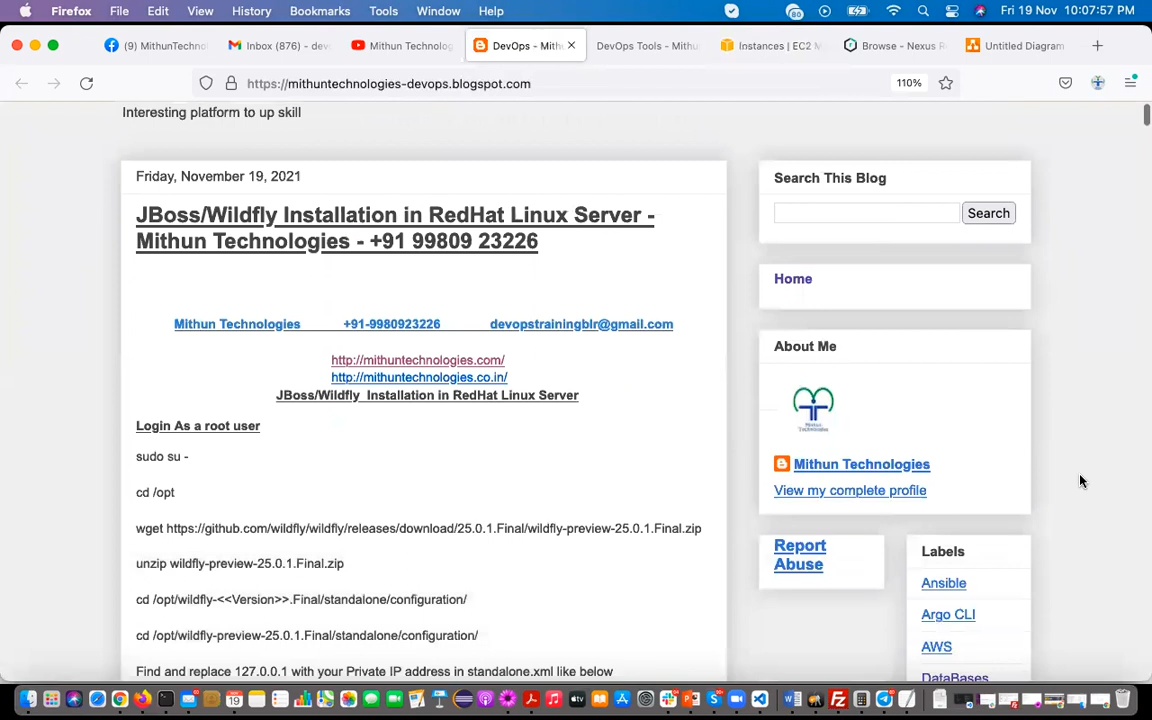 Firefox File Edit View History Bookmarks Tools Window Help Fri 19 Nov 10:07:57 PM
(9) MithunTechno Inbox (876) - dev Mithun Technolog DevOps - Mith DevOps Tools - Mithu Instances | EC2 M Browse - Nexus R Untitled Diagram
https://mithuntechnologies-devops.blogspot.com 110%
Interesting platform to up skill
Friday, November 19, 2021
JBoss/Wildfly Installation in RedHat Linux Server -
Mithun Technologies - +91 99809 23226
Mithun Technologies +91-9980923226 devopstrainingblr@gmail.com
http://mithuntechnologies.com/
http://mithuntechnologies.co.in/
JBoss/Wildfly Installation in RedHat Linux Server
Login As a root user
sudo su -
cd /opt
wget https://github.com/wildfly/wildfly/releases/download/25.0.1.Final/wildfly-preview-25.0.1.Final.zip
unzip wildfly-preview-25.0.1.Final.zip
cd /opt/wildfly-<<Version>>.Final/standalone/configuration/
cd /opt/wildfly-preview-25.0.1.Final/standalone/configuration/
Find and replace 127.0.0.1 with your Private IP address in standalone.xml like below
Search This Blog
Search
Home
About Me
Mithun Technologies
View my complete profile
Report
Abuse
Labels
Ansible
Argo CLI
AWS
DataBases